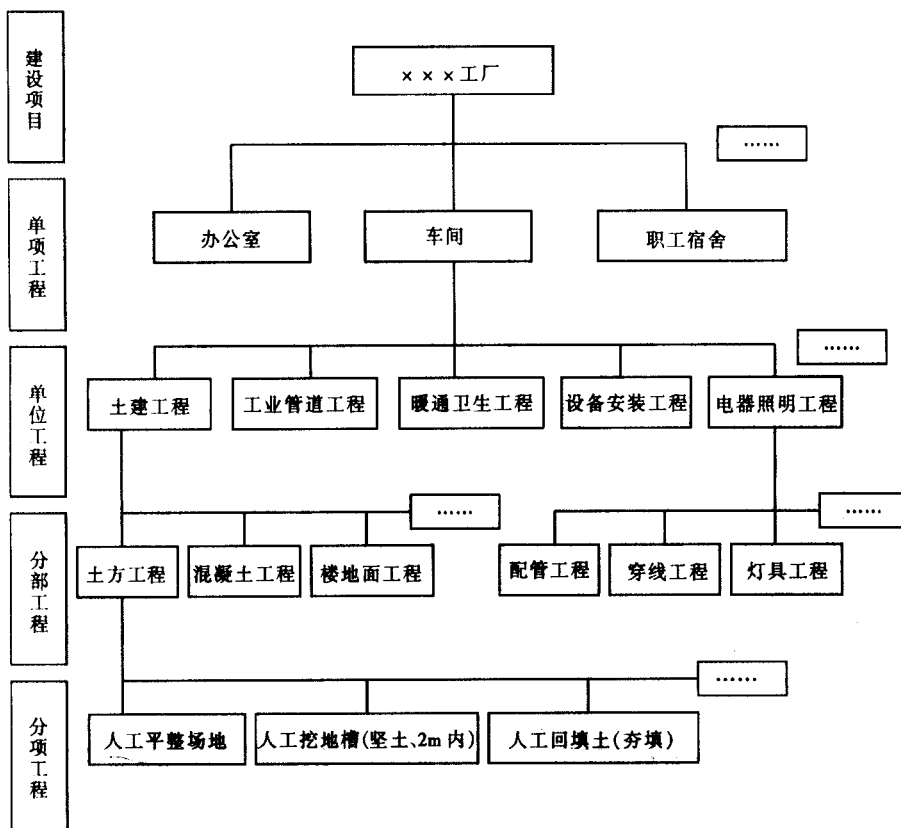 建设项目
×××工厂
……
单项工程
办公室
车间
职工宿舍
……
单位工程
土建工程
工业管道工程
暖通卫生工程
设备安装工程
电器照明工程
……
……
分部工程
土方工程
混凝土工程
楼地面工程
配管工程
穿线工程
灯具工程
……
分项工程
人工平整场地
人工挖地槽(坚土、2m内)
人工回填土(夯填)